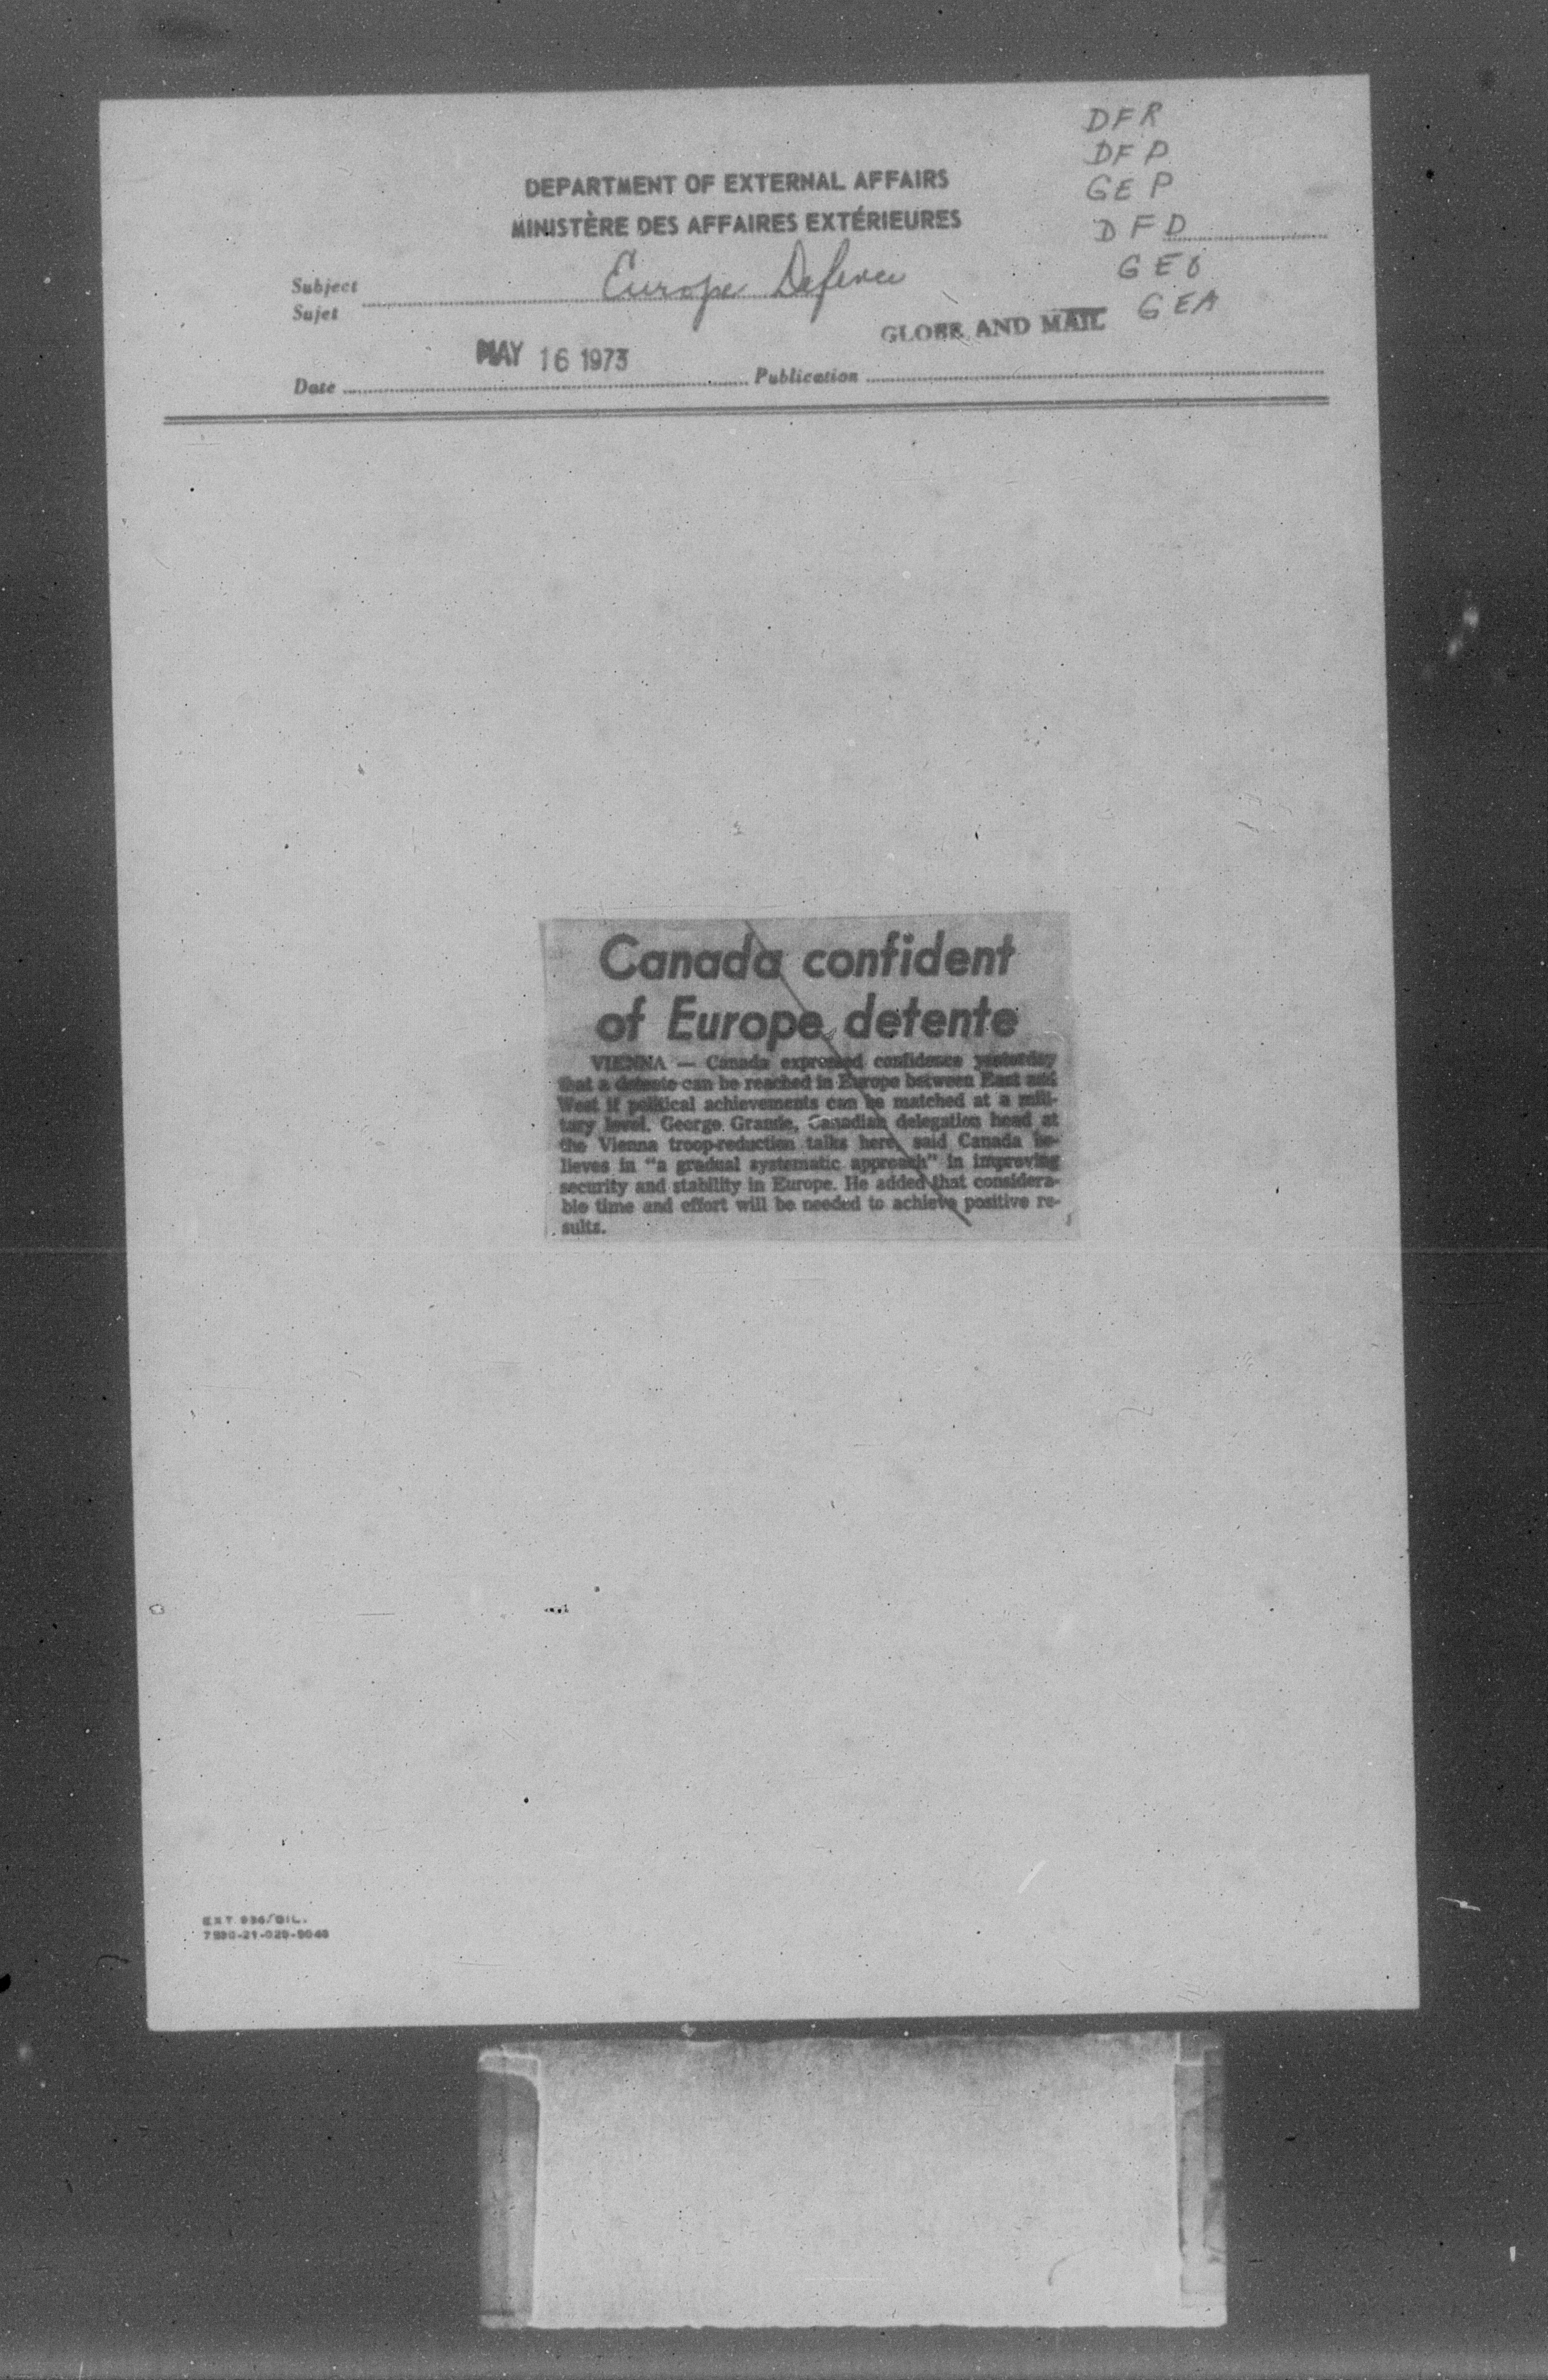 DFR
DFP
GEP
DFD
GEO
GEA
DEPARTMENT OF EXTERNAL AFFAIRS
MINISTÈRE DES AFFAIRES EXTÉRIEURES
Subject
Sujet
Europe Defence
GLOBE AND MAIL
MAY 16 1973
Date
Publication
Canada confident
of Europe detente
VIENNA — Canada expressed confidence yesterday
that a detente can be reached in Europe between East and
West if political achievements can be matched at a mili-
tary level. George Grande, Canadian delegation head at
the Vienna troop-reduction talks here, said Canada be-
lieves in "a gradual systematic approach" in improving
security and stability in Europe. He added that considera-
ble time and effort will be needed to achieve positive re-
sults.
EXT 936/BIL.